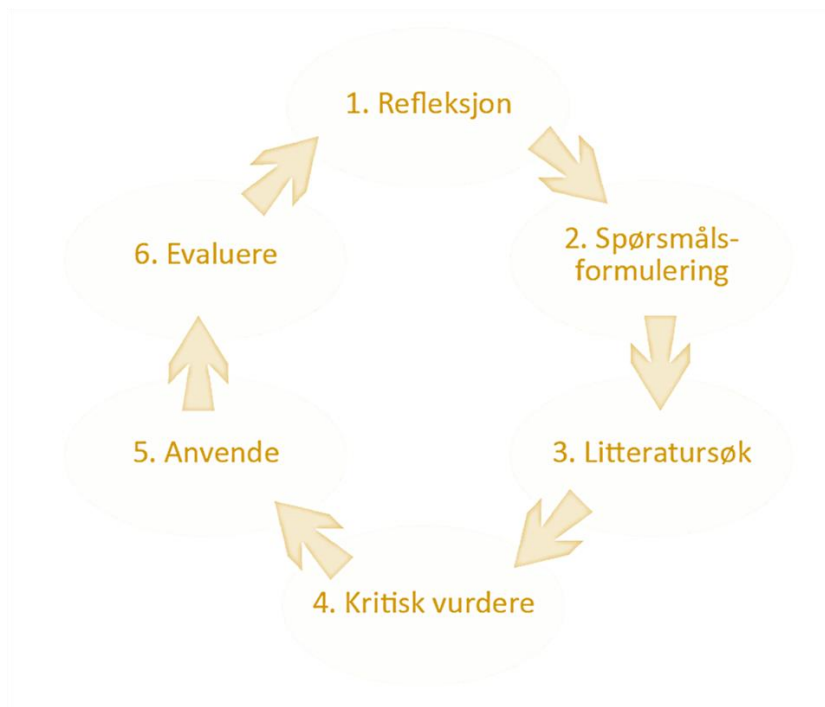 1. Refleksjon
2. Spørsmåls-
formulering
3. Litteratursøk
4. Kritisk vurdere
5. Anvende
6. Evaluere